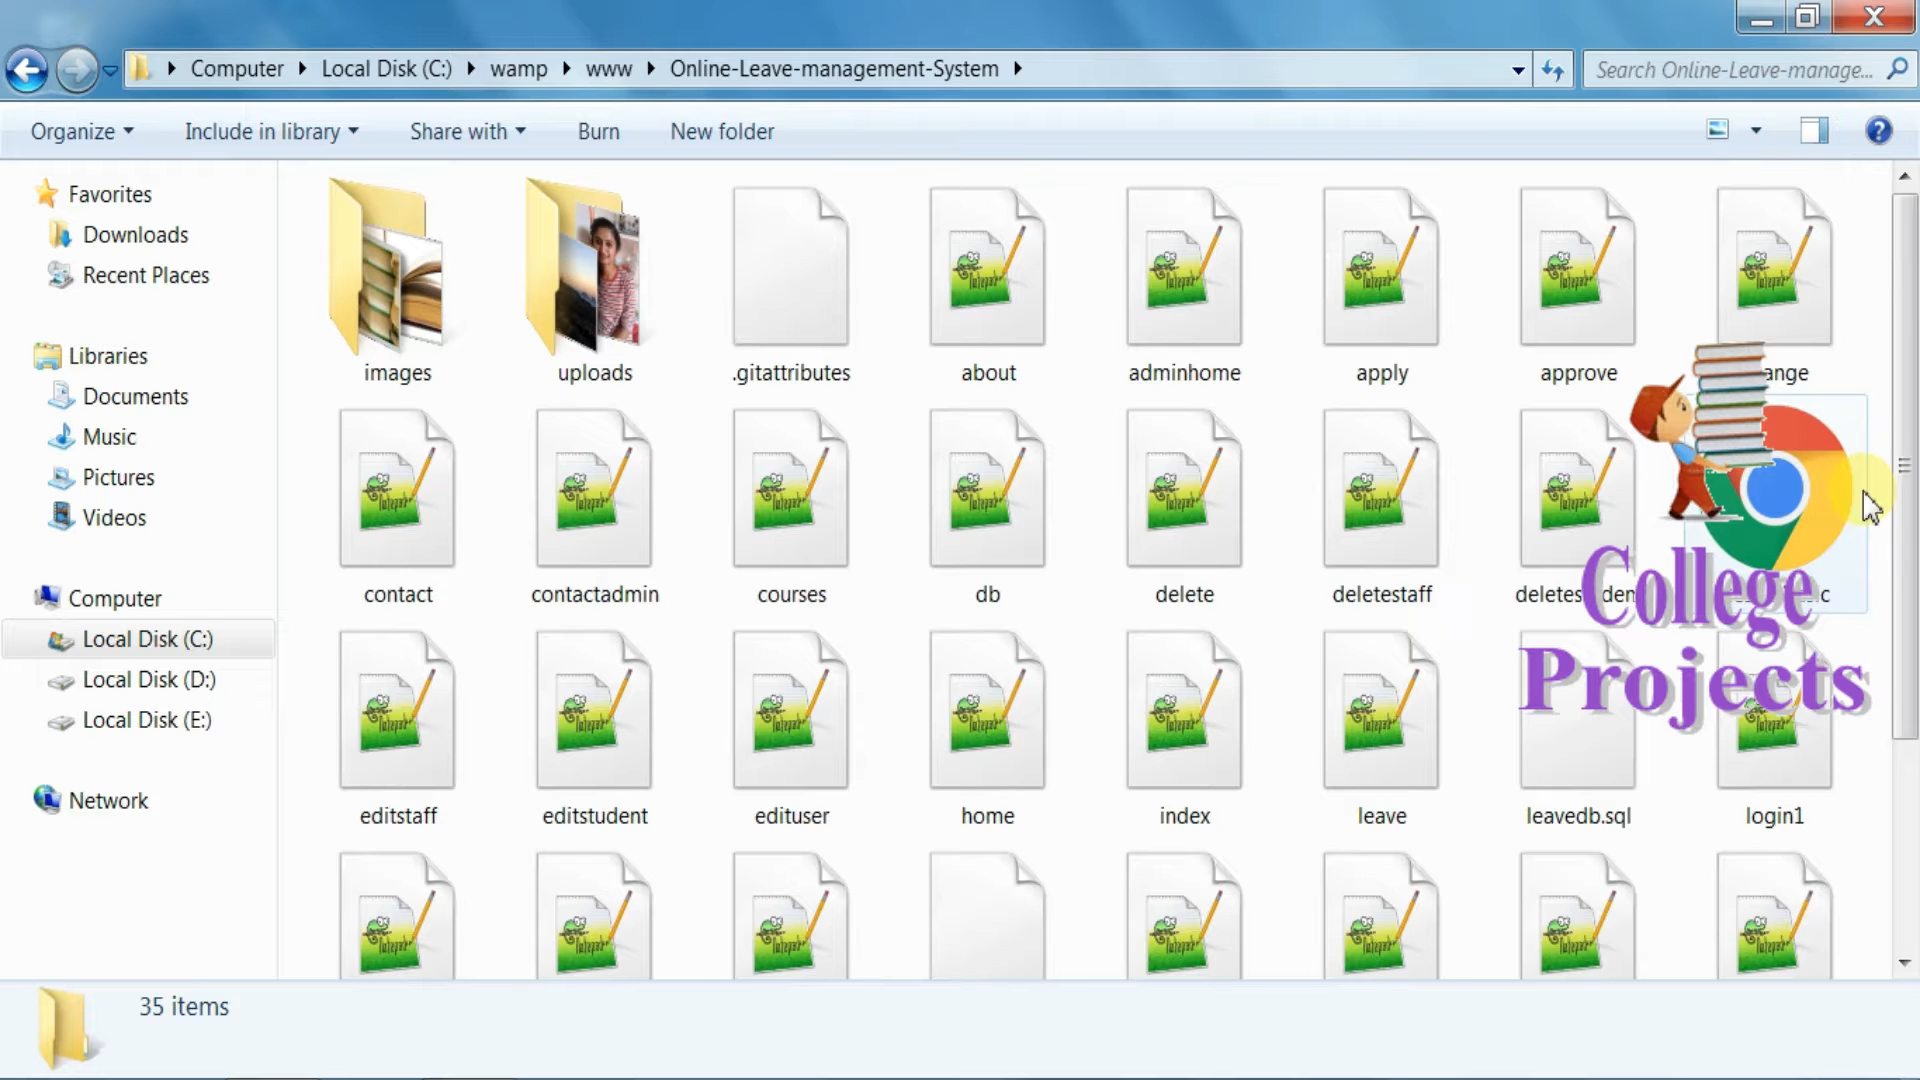 Computer Local Disk (C:) wamp www Online-Leave-management-System
Search Online-Leave-manage...
Organize Include in library Share with Burn New folder
Favorites
Downloads
Recent Places
Libraries
Documents
Music
Pictures
Videos
Computer
Local Disk (C:)
Local Disk (D:)
Local Disk (E:)
Network
images uploads .gitattributes about adminhome apply approve
contact contactadmin courses db delete deletestaff
editstaff editstudent edituser home index leave leavedb.sql login1
College
Projects
35 items